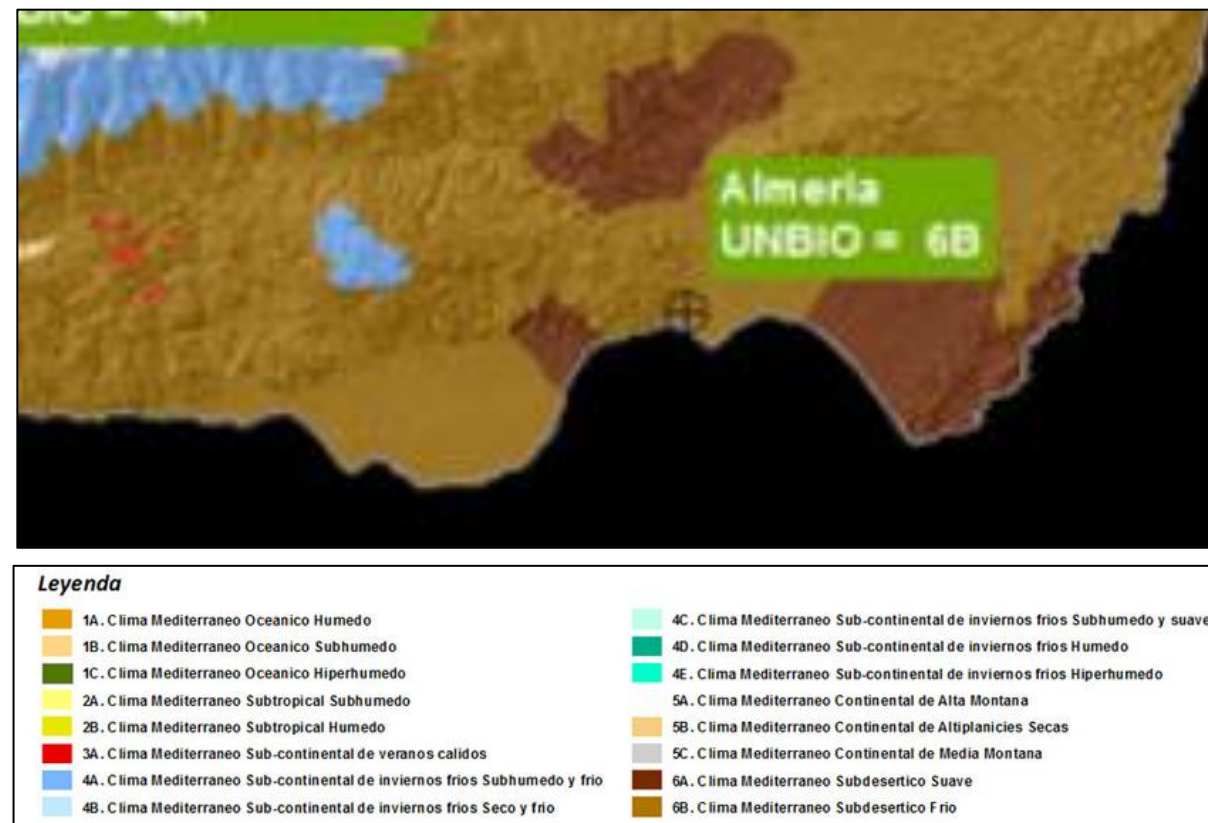 UNBIO = 4A
Almeria
UNBIO = 6B
Leyenda
1A. Clima Mediterraneo Oceanico Humedo
1B. Clima Mediterraneo Oceanico Subhumedo
1C. Clima Mediterraneo Oceanico Hiperhumedo
2A. Clima Mediterraneo Subtropical Subhumedo
2B. Clima Mediterraneo Subtropical Humedo
3A. Clima Mediterraneo Sub-continental de veranos calidos
4A. Clima Mediterraneo Sub-continental de inviernos frios Subhumedo y frio
4B. Clima Mediterraneo Sub-continental de inviernos frios Seco y frio
4C. Clima Mediterraneo Sub-continental de inviernos frios Subhumedo y suave
4D. Clima Mediterraneo Sub-continental de inviernos frios Humedo
4E. Clima Mediterraneo Sub-continental de inviernos frios Hiperhumedo
5A. Clima Mediterraneo Continental de Alta Montana
5B. Clima Mediterraneo Continental de Altiplanicies Secas
5C. Clima Mediterraneo Continental de Media Montana
6A. Clima Mediterraneo Subdesertico Suave
6B. Clima Mediterraneo Subdesertico Frio